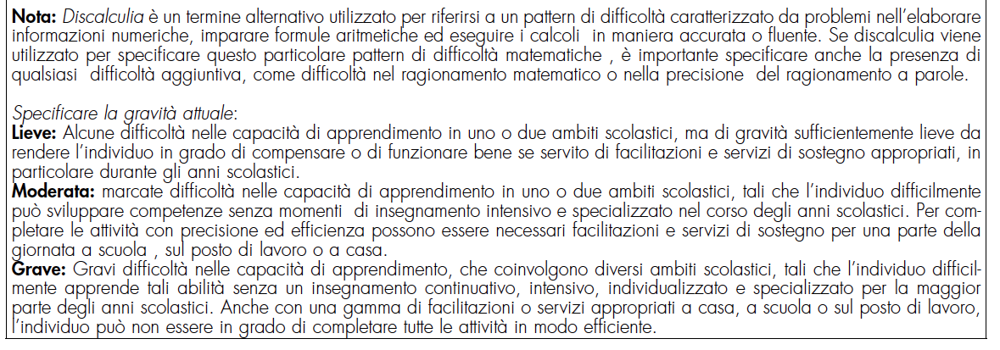 Nota: Discalculia è un termine alternativo utilizzato per riferirsi a un pattern di difficoltà caratterizzato da problemi nell'elaborare
informazioni numeriche, imparare formule aritmetiche ed eseguire i calcoli in maniera accurata o fluente. Se discalculia viene
utilizzato per specificare questo particolare pattern di difficoltà matematiche , è importante specificare anche la presenza di
qualsiasi difficoltà aggiuntiva, come difficoltà nel ragionamento matematico o nella precisione del ragionamento a parole.
Specificare la gravità attuale:
Lieve: Alcune difficoltà nelle capacità di apprendimento in uno o due ambiti scolastici, ma di gravità sufficientemente lieve da
rendere l'individuo in grado di compensare o di funzionare bene se servito di facilitazioni e servizi di sostegno appropriati, in
particolare durante gli anni scolastici.
Moderata: marcate difficoltà nelle capacità di apprendimento in uno o due ambiti scolastici, tali che l'individuo difficilmente
può sviluppare competenze senza momenti di insegnamento intensivo e specializzato nel corso degli anni scolastici. Per com-
pletare le attività con precisione ed efficienza possono essere necessari facilitazioni e servizi di sostegno per una parte della
giornata a scuola , sul posto di lavoro o a casa.
Grave: Gravi difficoltà nelle capacità di apprendimento, che coinvolgono diversi ambiti scolastici, tali che l'individuo difficil-
mente apprende tali abilità senza un insegnamento continuativo, intensivo, individualizzato e specializzato per la maggior
parte degli anni scolastici. Anche con una gamma di facilitazioni o servizi appropriati a casa, a scuola o sul posto di lavoro,
l'individuo può non essere in grado di completare tutte le attività in modo efficiente.